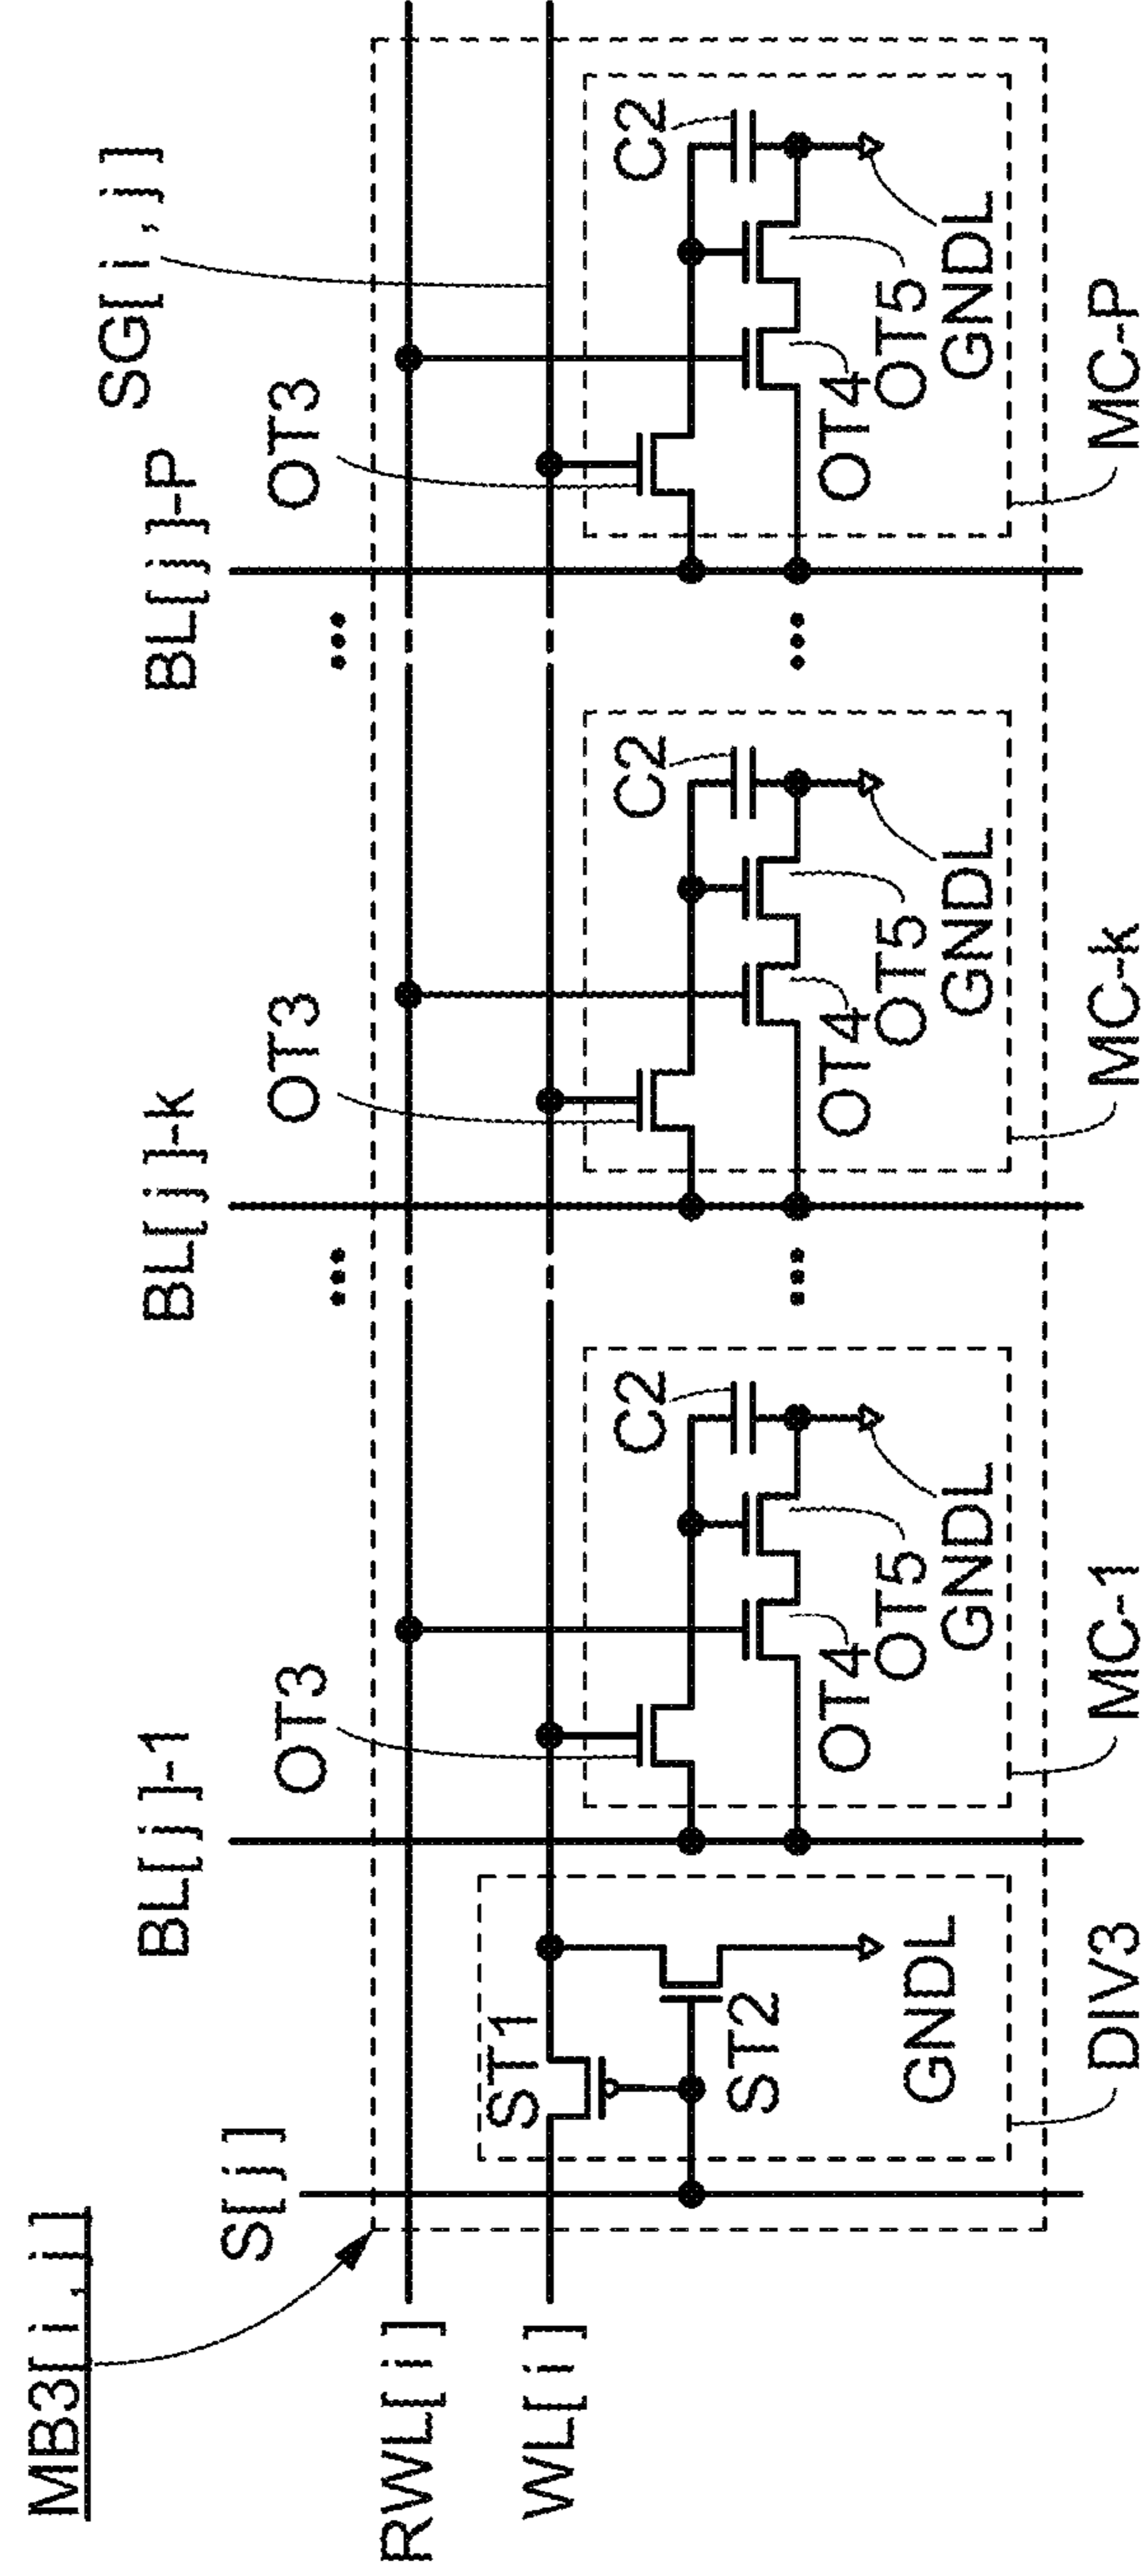 MB3[ i , j ]
S[ j ]
BL[ j ]-1
BL[ j ]-k
BL[ j ]-P
SG[ i , j ]
OT3
OT3
OT3
RWL[ i ]
WL[ i ]
ST1
ST2
GNDL
C2
OT4
OT5
GNDL
C2
OT4
OT5
GNDL
C2
OT4
OT5
GNDL
DIV3
MC-1
MC-k
MC-P